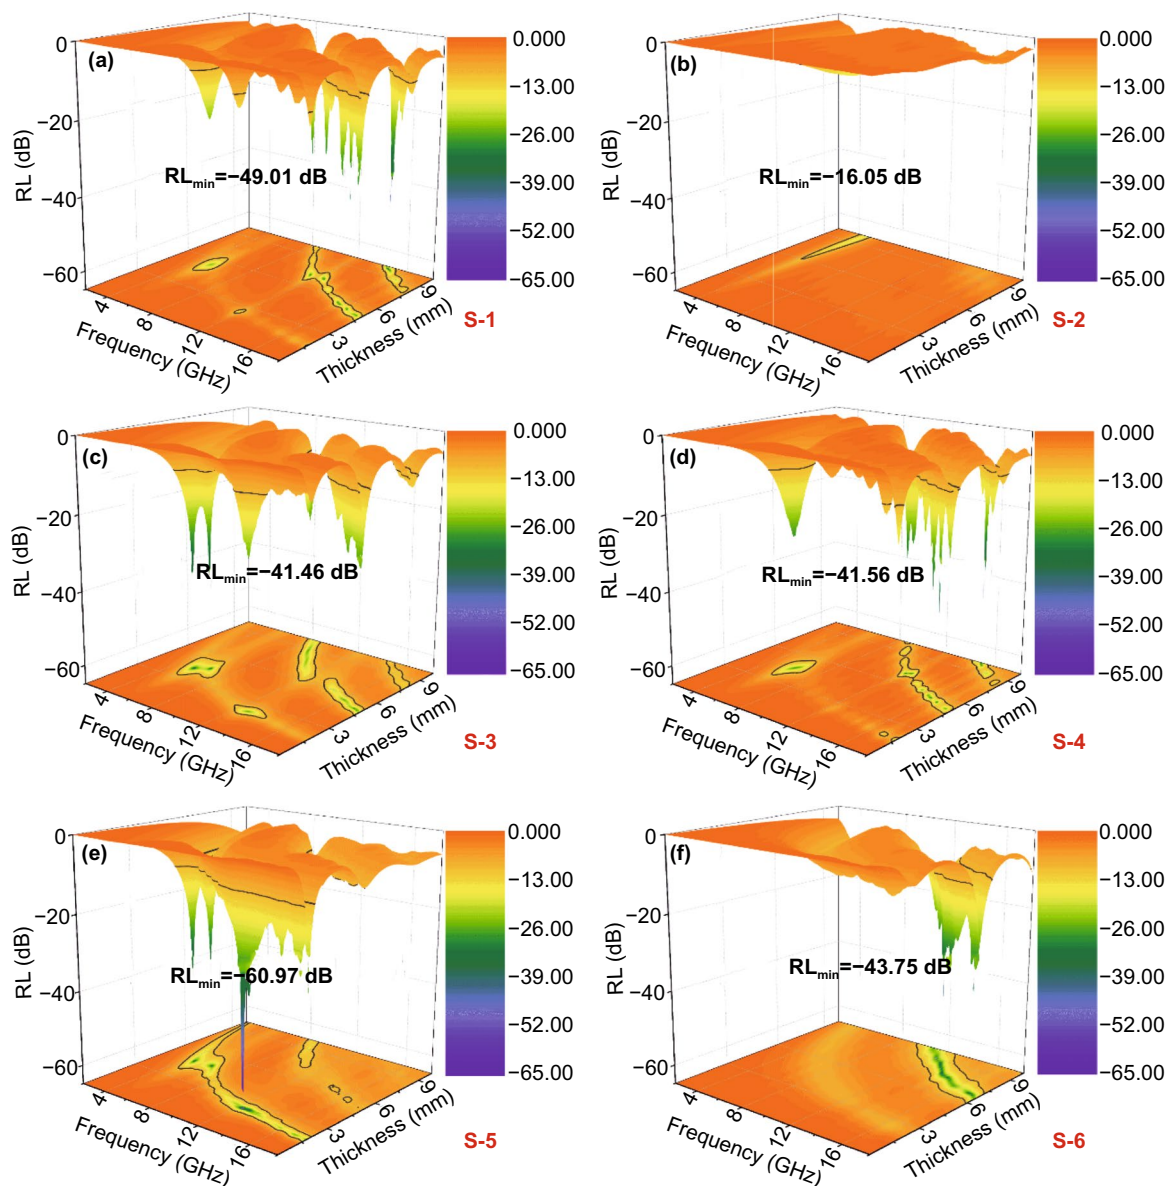 (a)
RL (dB)
0
−20
−40
−60
RLmin=−49.01 dB
4
8
12
16
Frequency (GHz)
3
6
9
Thickness (mm)
0.000
−13.00
−26.00
−39.00
−52.00
−65.00
S-1
(b)
RL (dB)
0
−20
−40
−60
RLmin=−16.05 dB
4
8
12
16
Frequency (GHz)
3
6
9
Thickness (mm)
0.000
−13.00
−26.00
−39.00
−52.00
−65.00
S-2
(c)
RL (dB)
0
−20
−40
−60
RLmin=−41.46 dB
4
8
12
16
Frequency (GHz)
3
6
9
Thickness (mm)
0.000
−13.00
−26.00
−39.00
−52.00
−65.00
S-3
(d)
RL (dB)
0
−20
−40
−60
RLmin=−41.56 dB
4
8
12
16
Frequency (GHz)
3
6
9
Thickness (mm)
0.000
−13.00
−26.00
−39.00
−52.00
−65.00
S-4
(e)
RL (dB)
0
−20
−40
−60
RLmin=−60.97 dB
4
8
12
16
Frequency (GHz)
3
6
9
Thickness (mm)
0.000
−13.00
−26.00
−39.00
−52.00
−65.00
S-5
(f)
RL (dB)
0
−20
−40
−60
RLmin=−43.75 dB
4
8
12
16
Frequency (GHz)
3
6
9
Thickness (mm)
0.000
−13.00
−26.00
−39.00
−52.00
−65.00
S-6